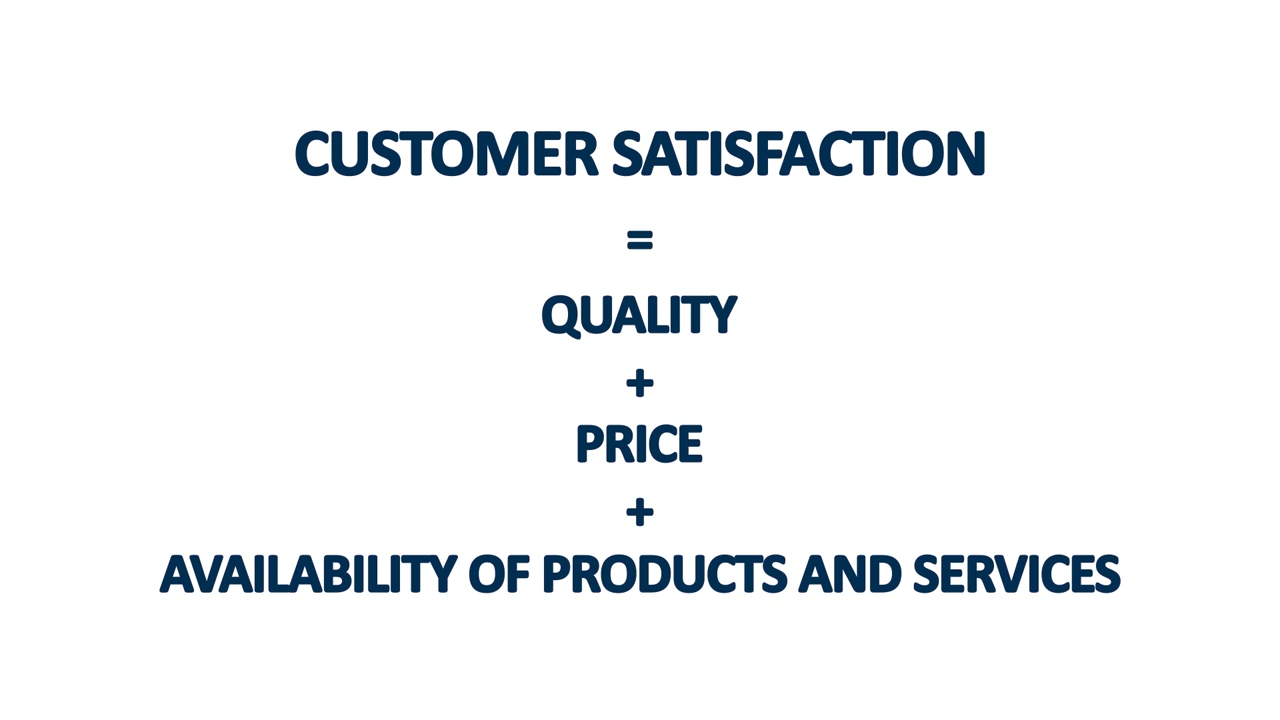 CUSTOMER SATISFACTION
=
QUALITY
+
PRICE
+
AVAILABILITY OF PRODUCTS AND SERVICES